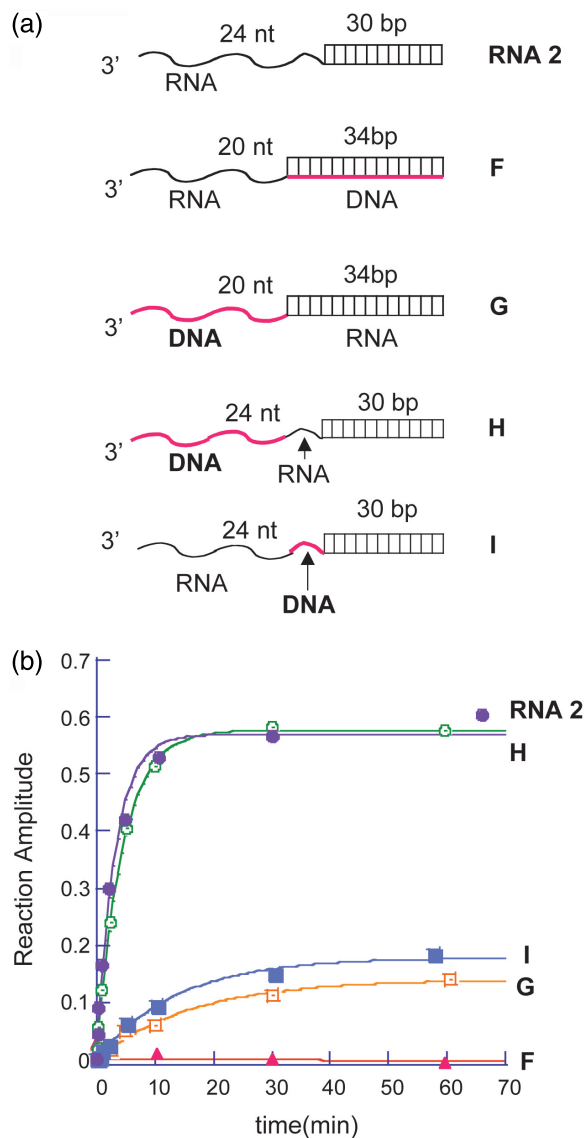 (a)
24 nt 30 bp
3’ RNA RNA 2
20 nt 34bp
3’ RNA DNA F
20 nt 34bp
3’ DNA RNA G
24 nt 30 bp
3’ DNA RNA H
24 nt 30 bp
3’ RNA DNA I
(b)
0.7
0.6
0.5
0.4
0.3
0.2
0.1
0
Reaction Amplitude
RNA 2
H
I
G
F
0 10 20 30 40 50 60 70
time(min)